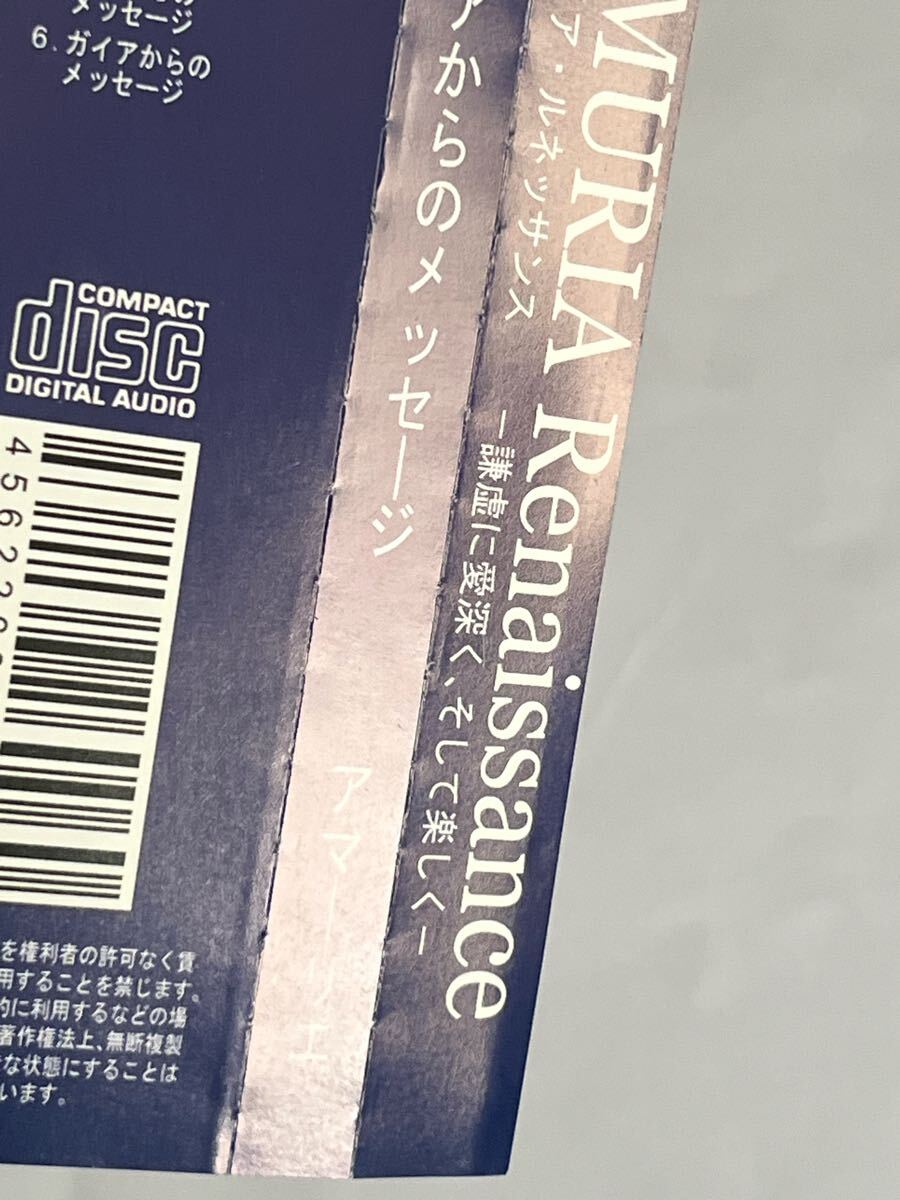 メッセージ
6. ガイアからの
メッセージ
COMPACT
disc
DIGITAL AUDIO
456220
を権利者の許可なく賃
用することを禁じます。
的に利用するなどの場
著作権法上、無断複製
な状態にすることは
います。
アからのメッセージ
アマーリエ
MURIA Renaissance
ア・ルネッサンス
－謙虚に愛深く、そして楽しく－